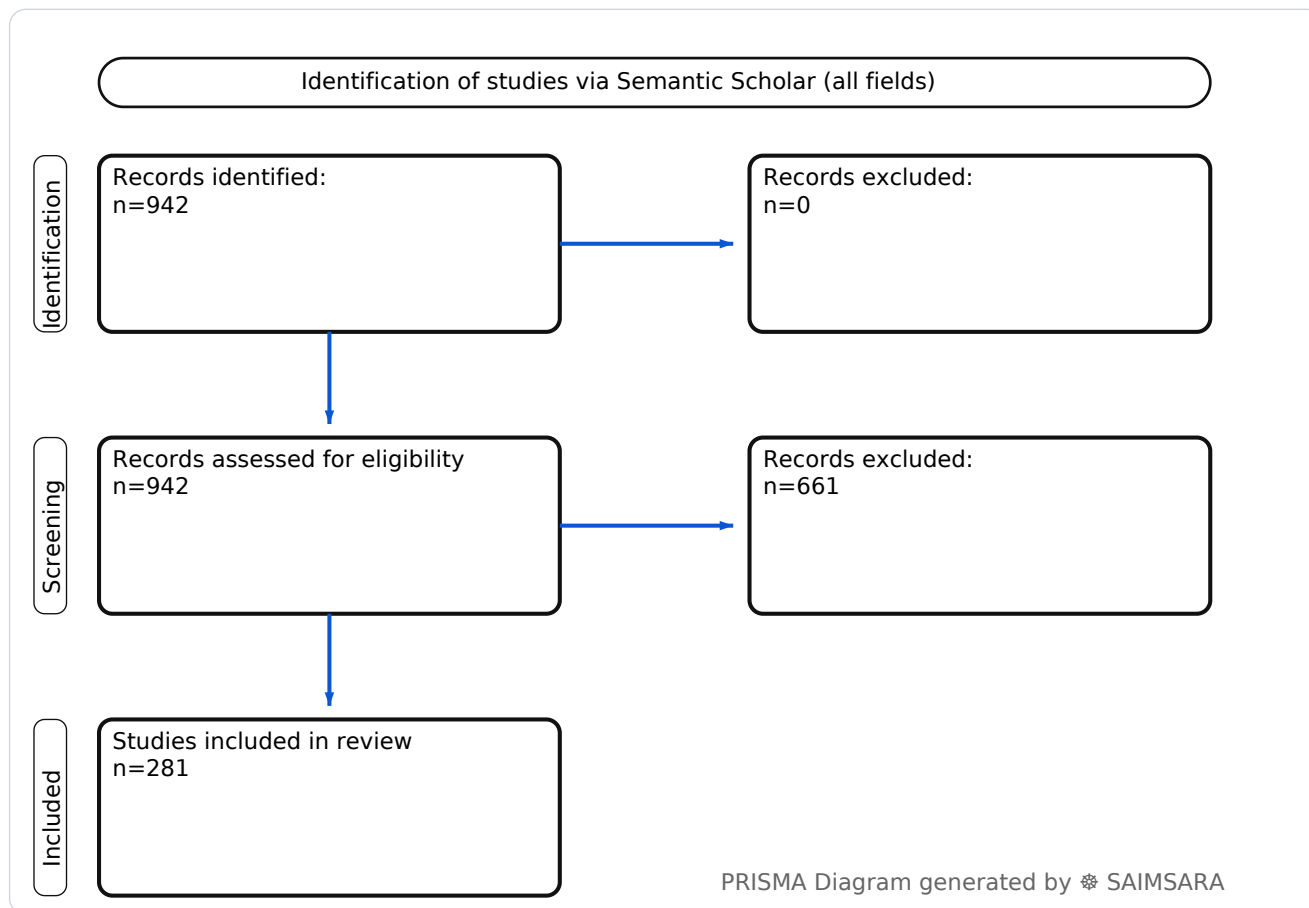 Identification of studies via Semantic Scholar (all fields)
Identification
Records identified:
n=942
Records excluded:
n=0
Screening
Records assessed for eligibility
n=942
Records excluded:
n=661
Included
Studies included in review
n=281
PRISMA Diagram generated by ☸ SAIMSARA